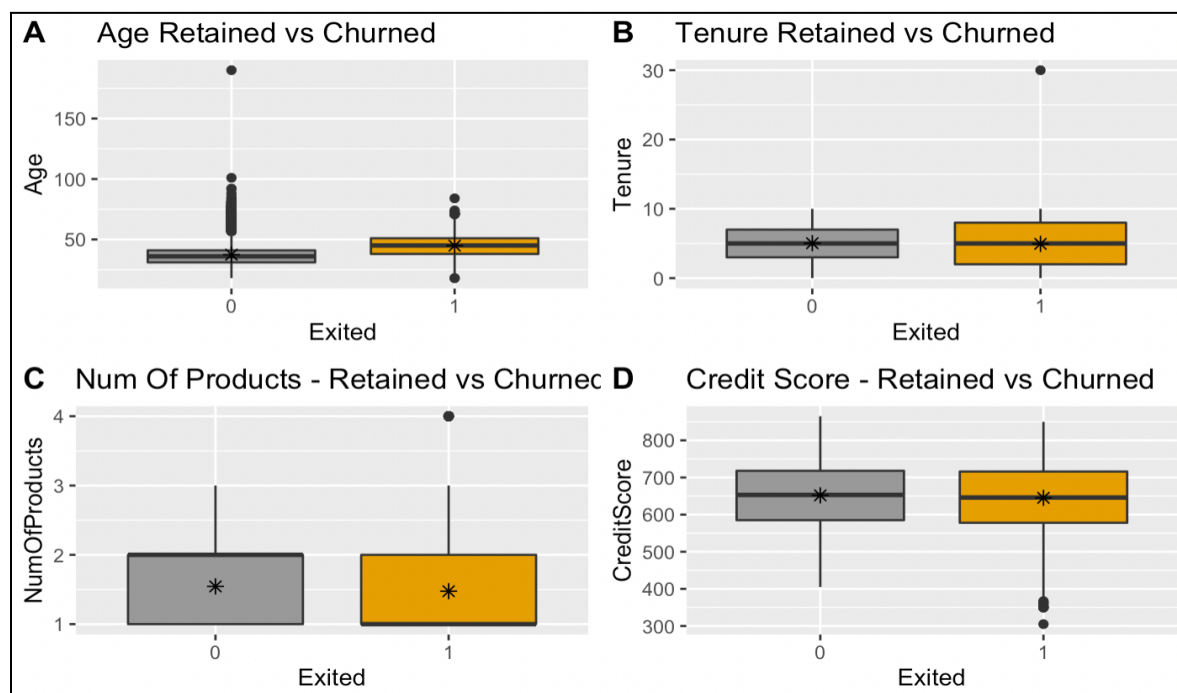 A Age Retained vs Churned
150
100
50
Age
0 1
Exited
B Tenure Retained vs Churned
30
20
10
0
Tenure
0 1
Exited
C Num Of Products - Retained vs Churnec
4
3
2
1
NumOfProducts
0 1
Exited
D Credit Score - Retained vs Churned
800
700
600
500
400
300
CreditScore
0 1
Exited